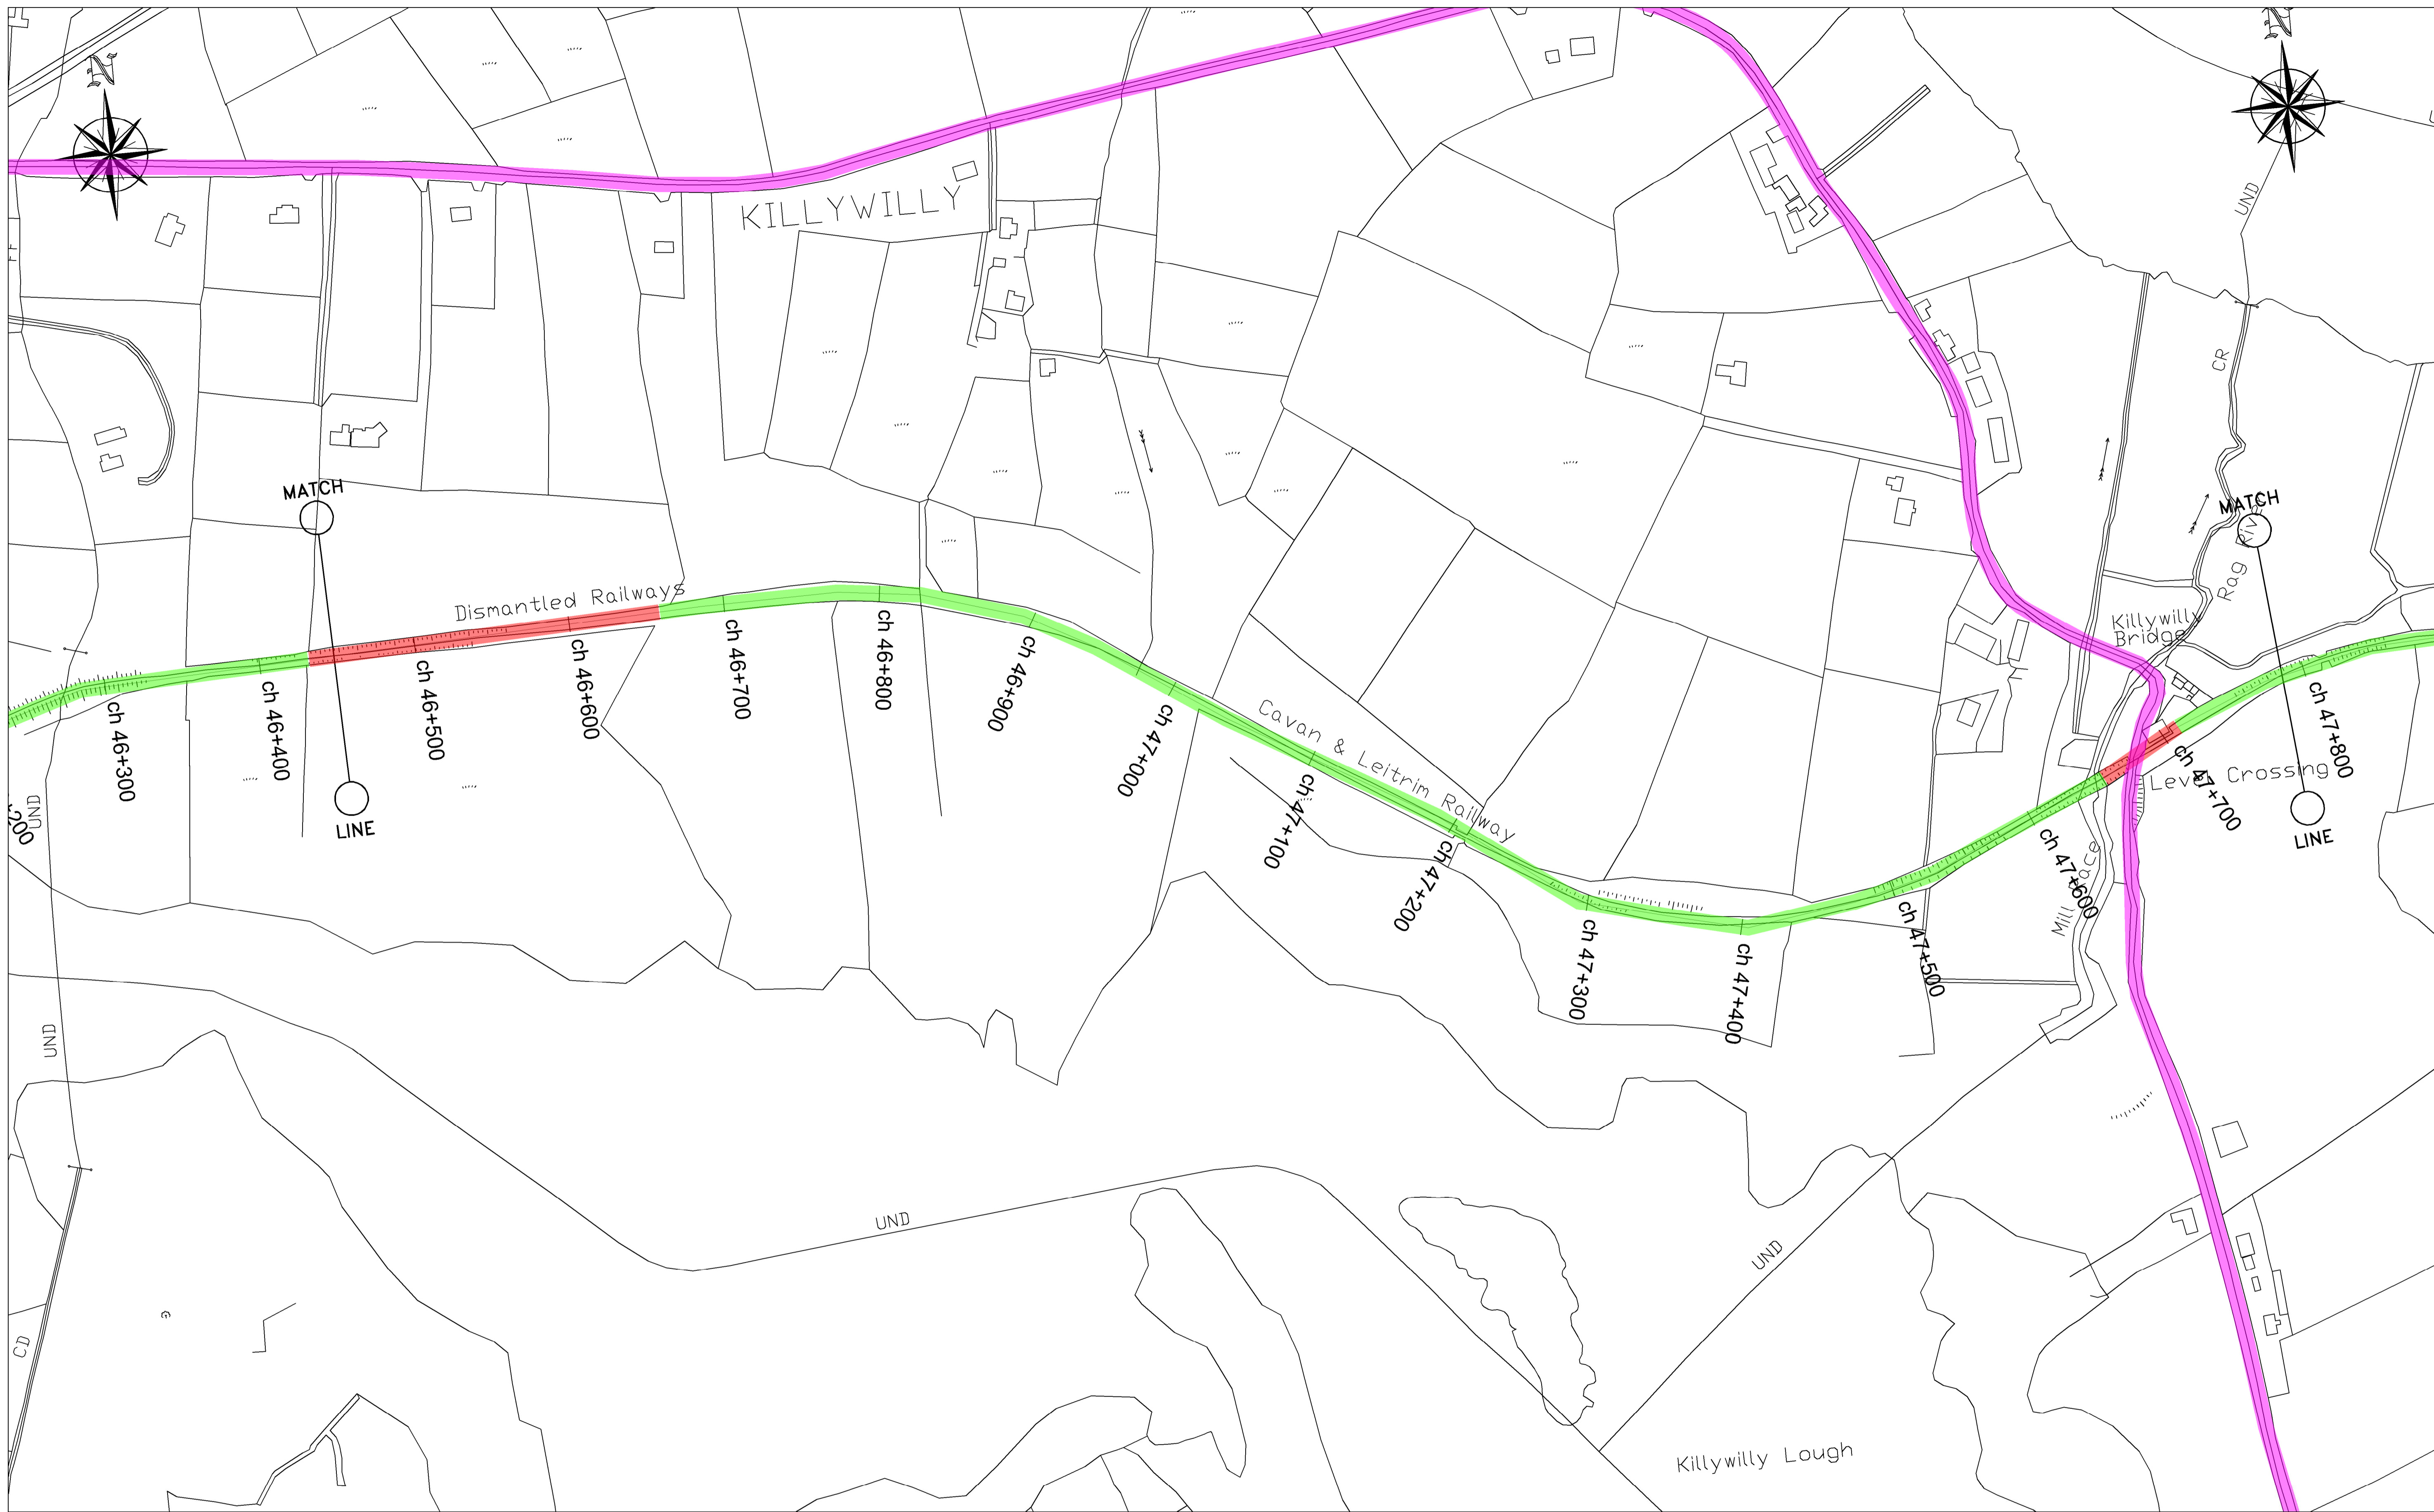 N
N
UND
KILLYWILLY
CR
MATCH
MATCH
Rag River
Dismantled Railways
Killywilly
Bridge
ch 46+300
ch 46+400
ch 46+500
ch 46+600
ch 46+700
ch 46+800
ch 46+900
ch 47+000
ch 47+100
ch 47+200
ch 47+300
ch 47+400
ch 47+500
ch 47+600
ch 47+700
ch 47+800
Cavan & Leitrim Railway
Level Crossing
Mill Race
LINE
LINE
UND
UND
UND
UND
CD
Killywilly Lough